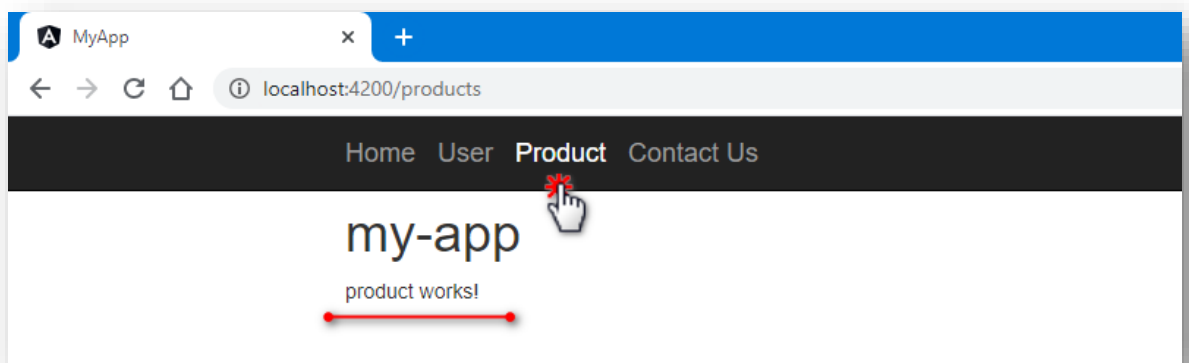 MyApp
localhost:4200/products
Home User Product Contact Us
my-app
product works!